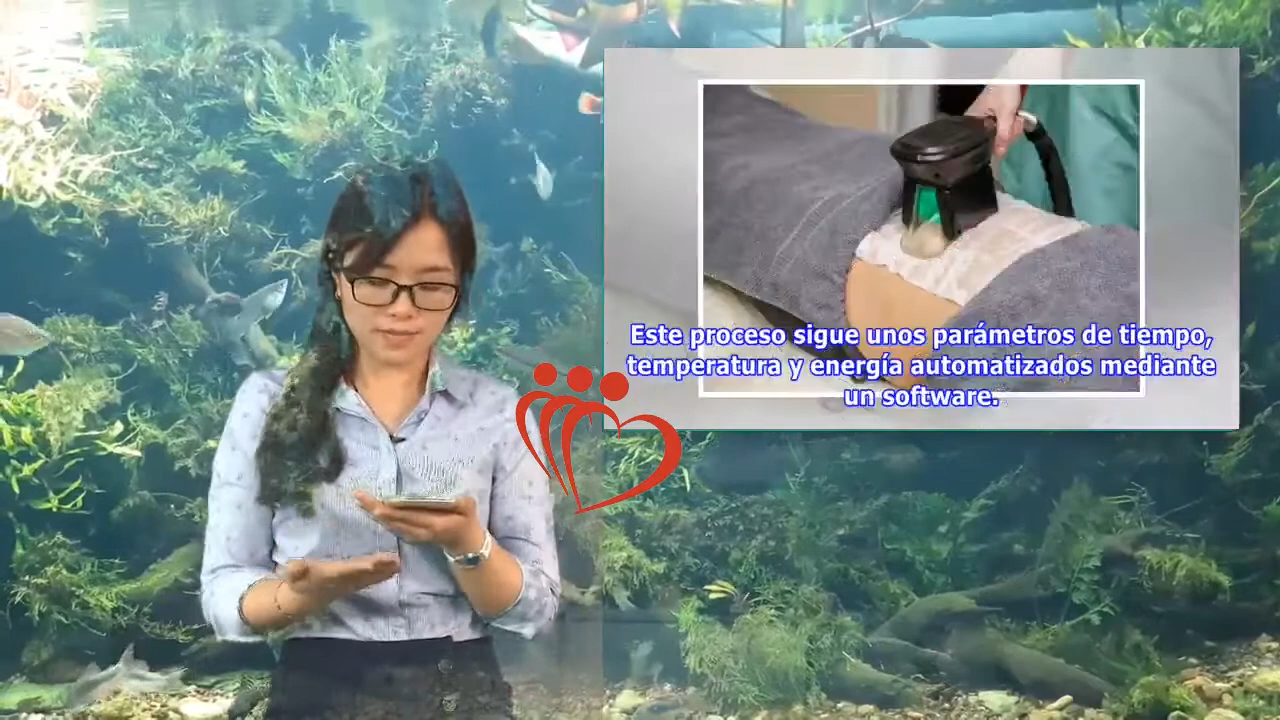 Este proceso sigue unos parámetros de tiempo,
temperatura y energía automatizados mediante
un software.